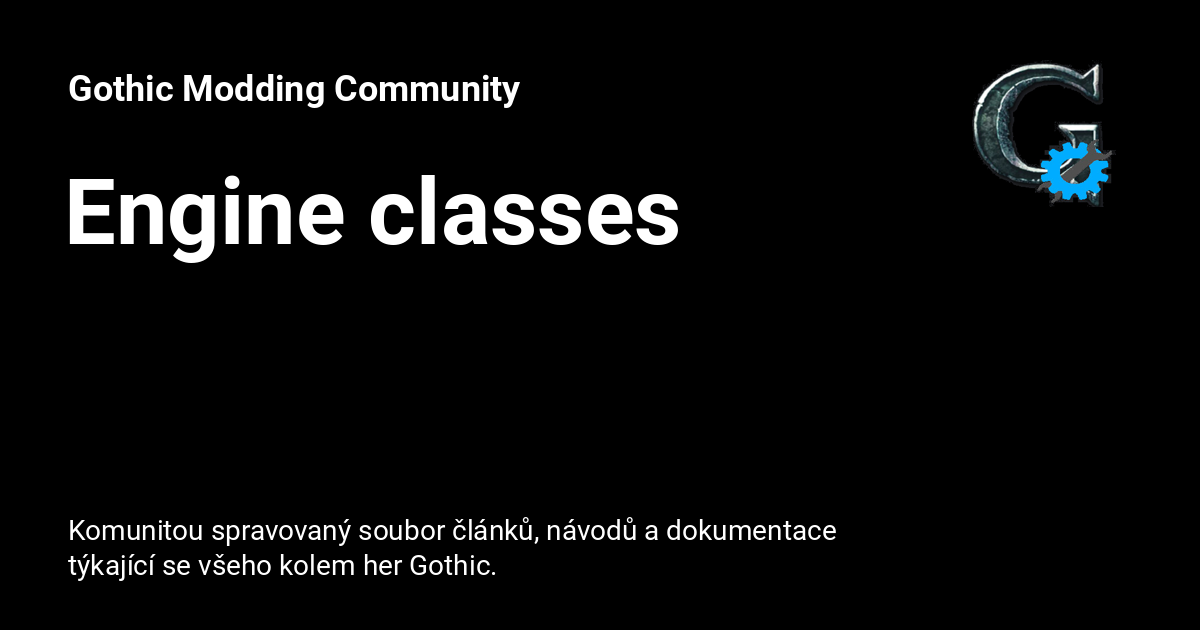 Gothic Modding Community
Engine classes
Komunitou spravovaný soubor článků, návodů a dokumentace
týkající se všeho kolem her Gothic.